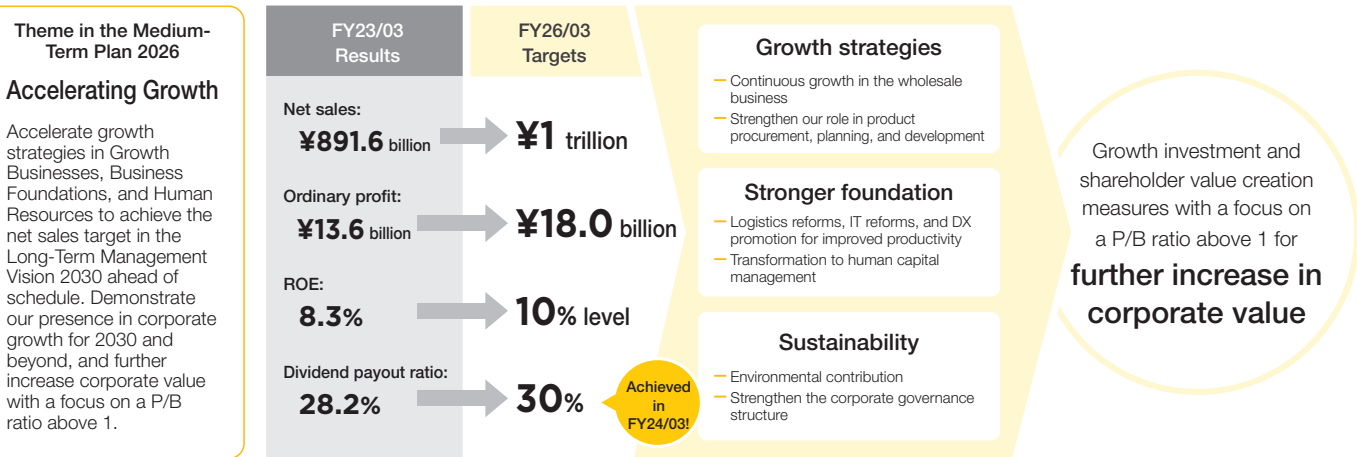 Theme in the Medium-
Term Plan 2026
Accelerating Growth
Accelerate growth
strategies in Growth
Businesses, Business
Foundations, and Human
Resources to achieve the
net sales target in the
Long-Term Management
Vision 2030 ahead of
schedule. Demonstrate
our presence in corporate
growth for 2030 and
beyond, and further
increase corporate value
with a focus on a P/B
ratio above 1.
FY23/03
Results
FY26/03
Targets
Net sales:
¥891.6 billion
¥1 trillion
Ordinary profit:
¥13.6 billion
¥18.0 billion
ROE:
8.3%
10% level
Dividend payout ratio:
28.2%
30%
Achieved
in
FY24/03!
Growth strategies
— Continuous growth in the wholesale
business
— Strengthen our role in product
procurement, planning, and development
Stronger foundation
— Logistics reforms, IT reforms, and DX
promotion for improved productivity
— Transformation to human capital
management
Sustainability
— Environmental contribution
— Strengthen the corporate governance
structure
Growth investment and
shareholder value creation
measures with a focus on
a P/B ratio above 1 for
further increase in
corporate value